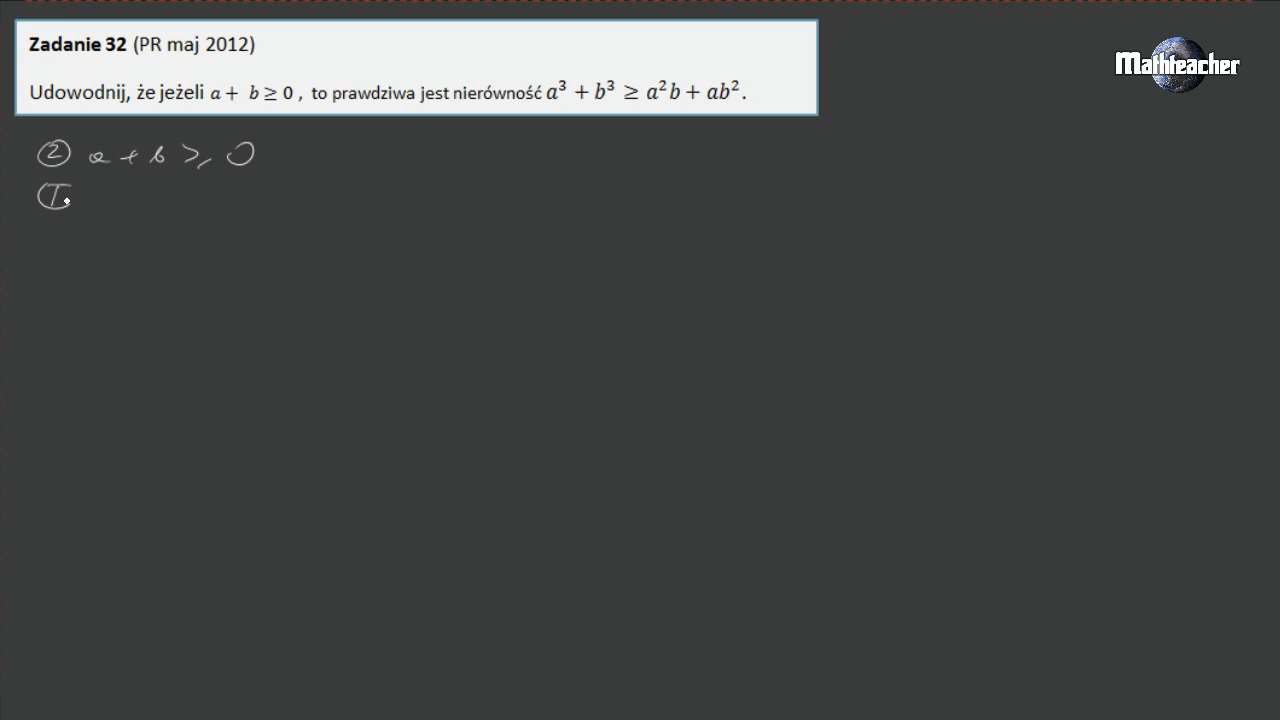 Zadanie 32 (PR maj 2012)
Mathteacher
Udowodnij, że jeżeli a + b ≥ 0 , to prawdziwa jest nierówność a³ + b³ ≥ a²b + ab².
Ⓩ a + b ≥ 0
Ⓣ